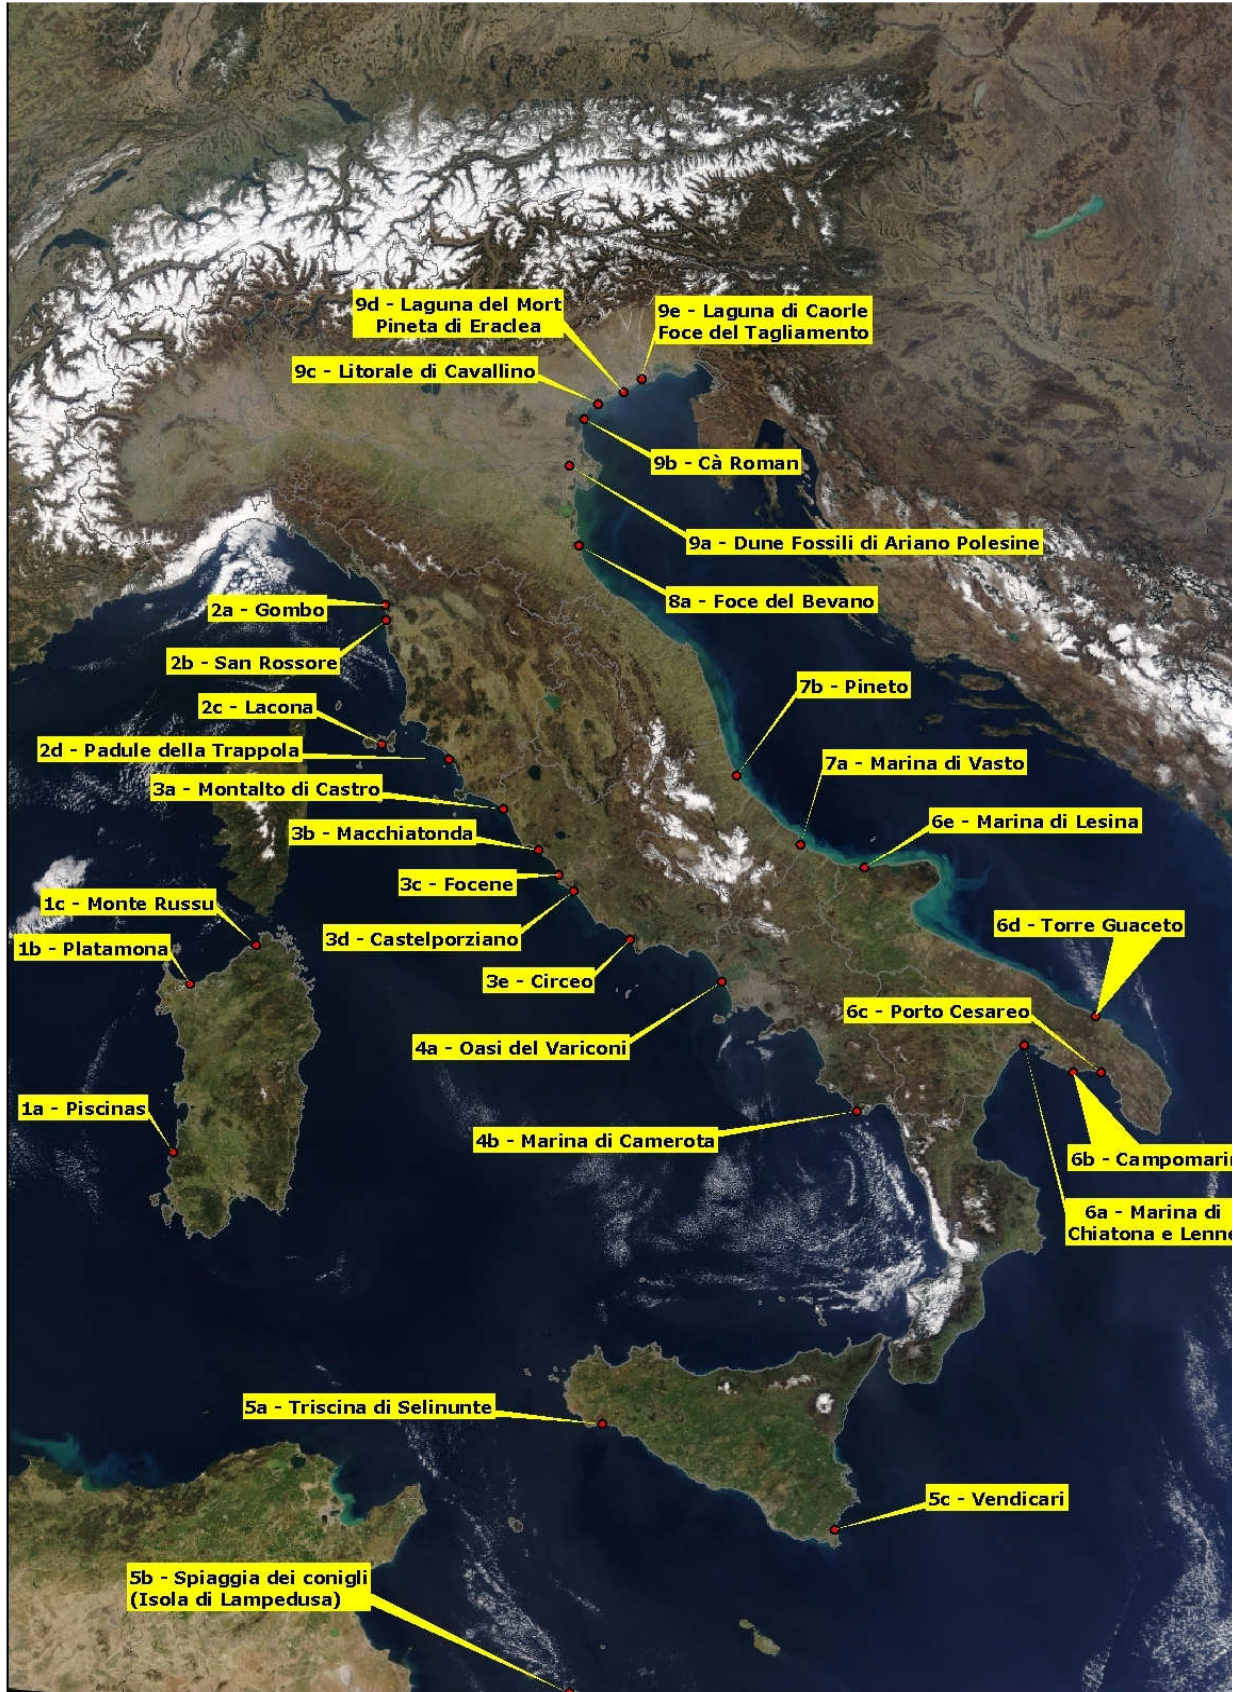 9d - Laguna del Mort
Pineta di Eraclea
9e - Laguna di Caorle
Foce del Tagliamento
9c - Litorale di Cavallino
9b - Cà Roman
9a - Dune Fossili di Ariano Polesine
8a - Foce del Bevano
2a - Gombo
2b - San Rossore
7b - Pineto
2c - Lacona
2d - Padule della Trappola
7a - Marina di Vasto
3a - Montalto di Castro
6e - Marina di Lesina
3b - Macchiatonda
3c - Focene
1c - Monte Russu
6d - Torre Guaceto
3d - Castelporziano
1b - Platamona
3e - Circeo
6c - Porto Cesareo
4a - Oasi del Variconi
1a - Piscinas
4b - Marina di Camerota
6b - Campomarin
6a - Marina di
Chiatona e Lenne
5a - Triscina di Selinunte
5c - Vendicari
5b - Spiaggia dei conigli
(Isola di Lampedusa)